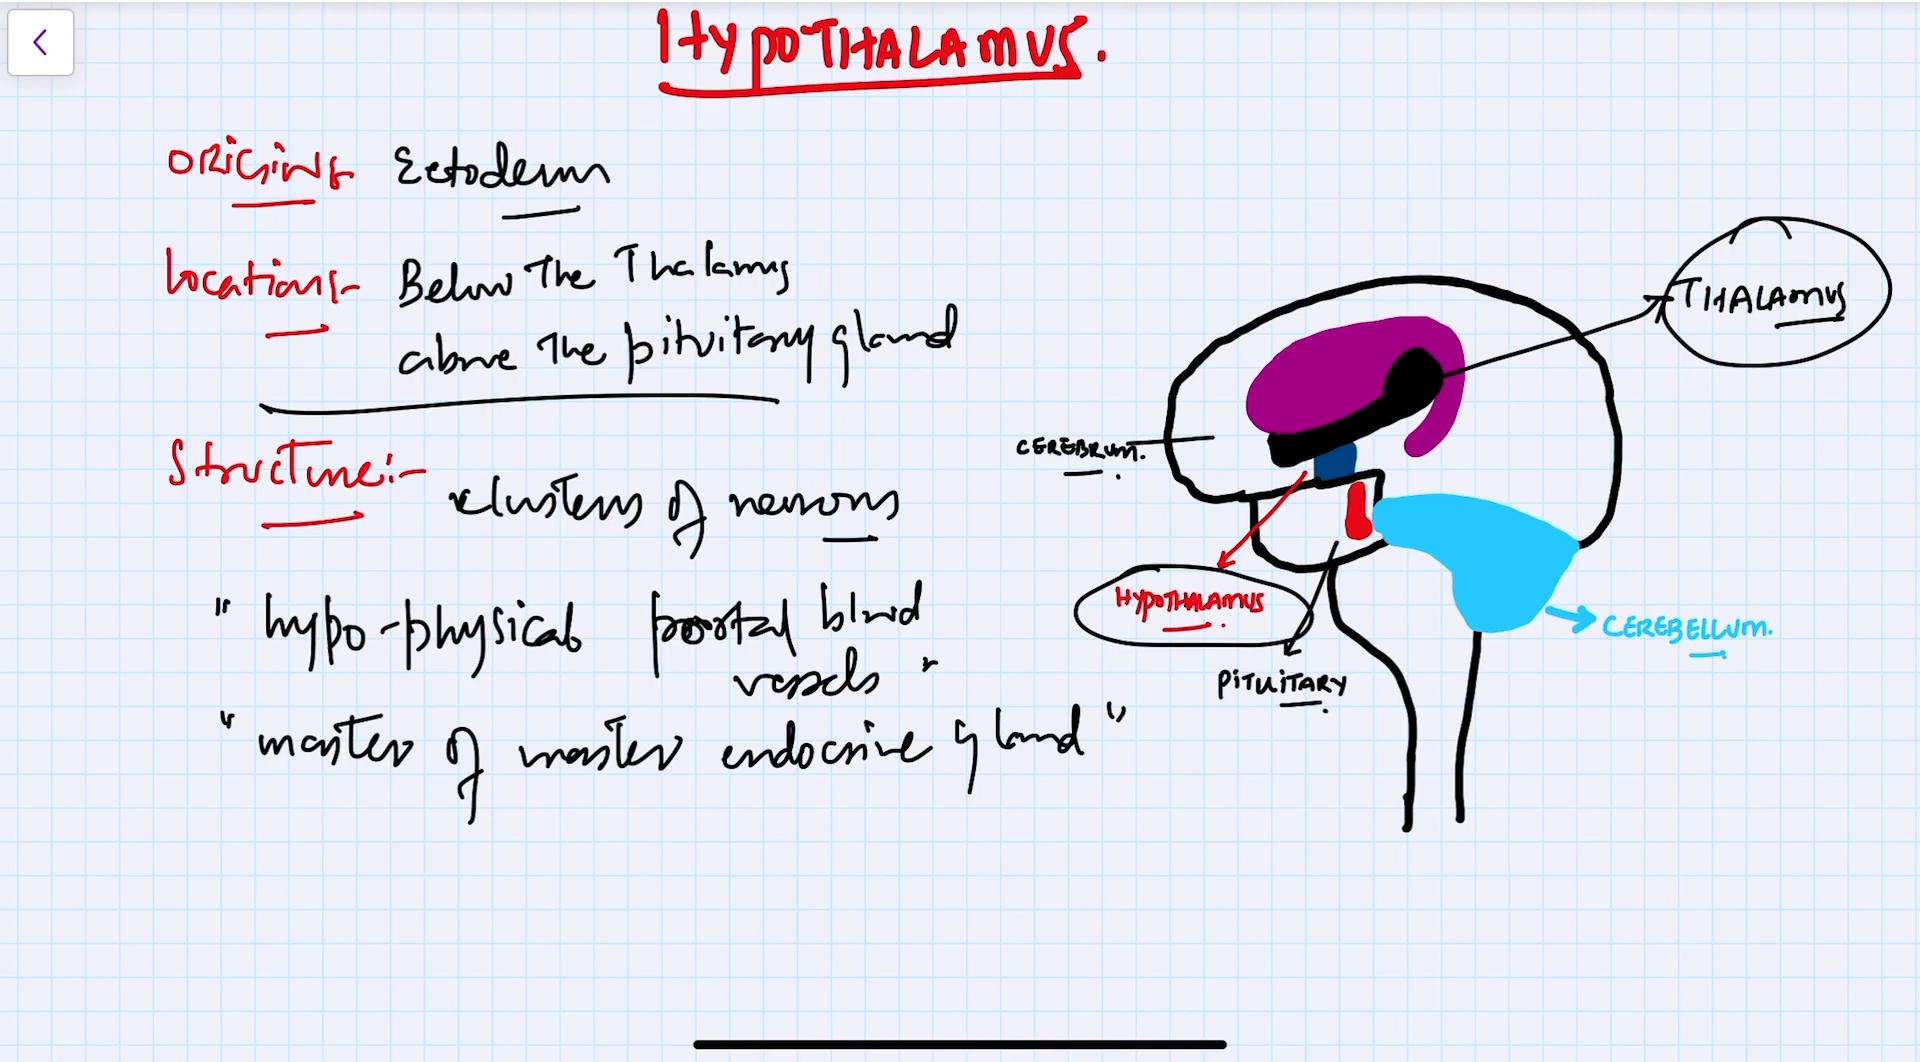 HYPOTHALAMUS.
ORIGIN:- Ectoderm
Location:- Below The Thalamus
above The pituitary gland
Structure:-
clusters of neurons
"hypo-physical portal blood
vessels"
"master of master endocrine gland"
THALAMUS
CEREBRUM.
HYPOTHALAMUS.
CEREBELLUM.
PITUITARY.